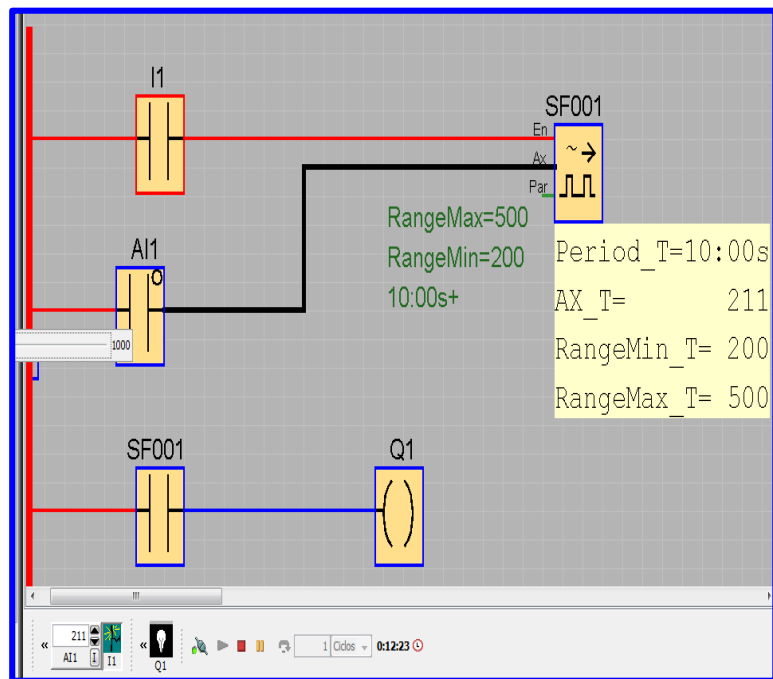 I1
SF001
En
Ax
Par
RangeMax=500
RangeMin=200
10:00s+
Period_T=10:00s
AX_T= 211
RangeMin_T= 200
RangeMax_T= 500
AI1
1000
SF001
Q1
« 211 AI1 I I1 « Q1 1 Ciclos 0:12:23